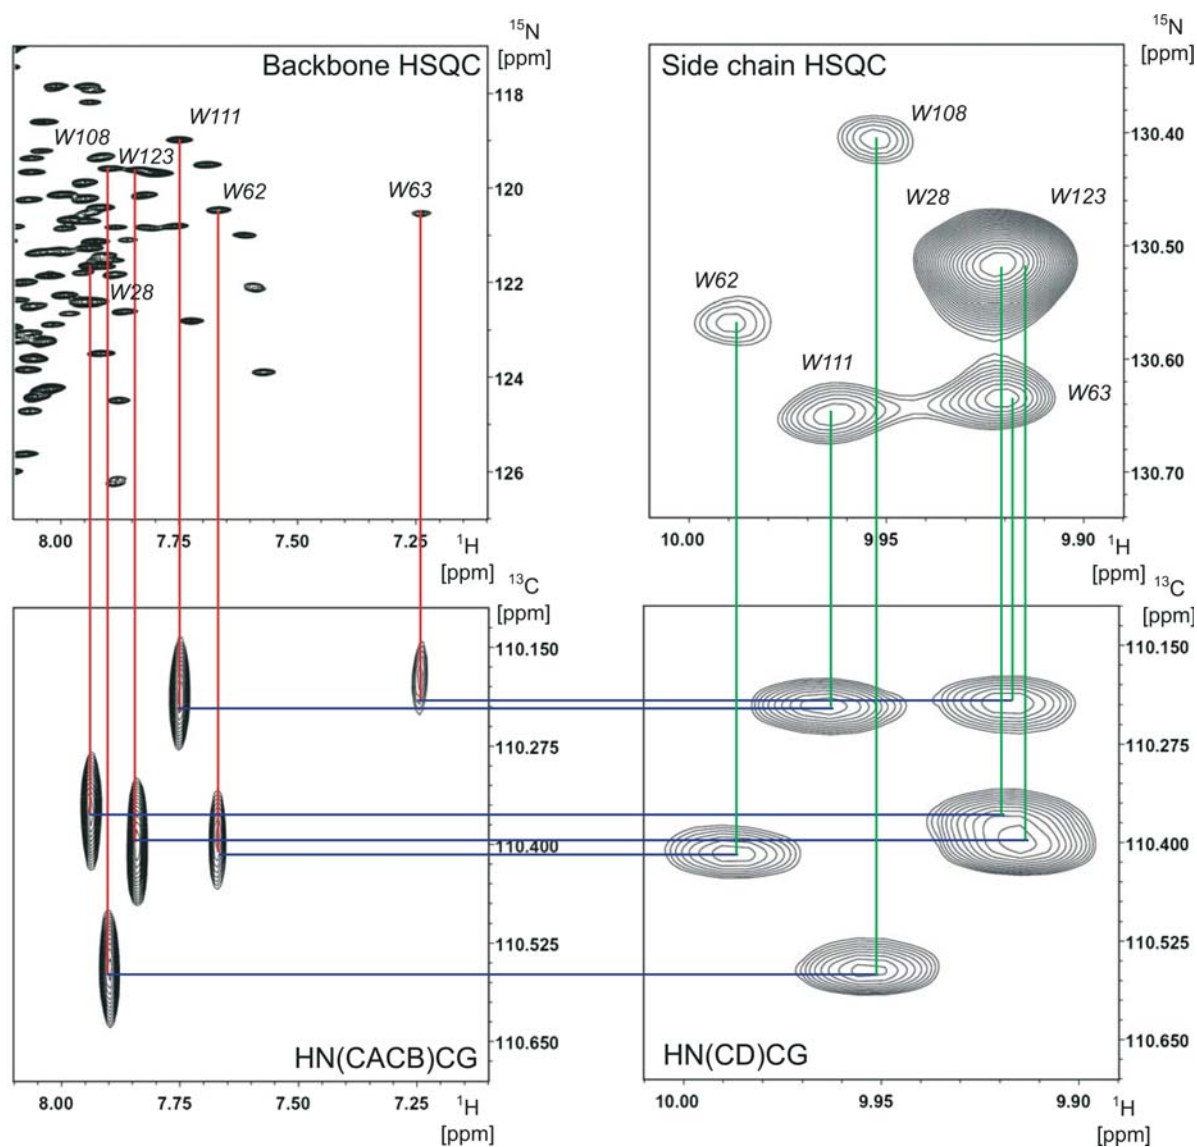 15N
[ppm]
Backbone HSQC
118
W111
W108
W123
120
W62
W63
122
W28
124
126
8.00
7.75
7.50
7.25
1H
[ppm]
15N
[ppm]
Side chain HSQC
W108
130.40
W28
W123
130.50
W62
W111
130.60
W63
130.70
10.00
9.95
9.90
1H
[ppm]
13C
[ppm]
110.150
110.275
110.400
110.525
110.650
HN(CACB)CG
8.00
7.75
7.50
7.25
1H
[ppm]
13C
[ppm]
110.150
110.275
110.400
110.525
110.650
HN(CD)CG
10.00
9.95
9.90
1H
[ppm]